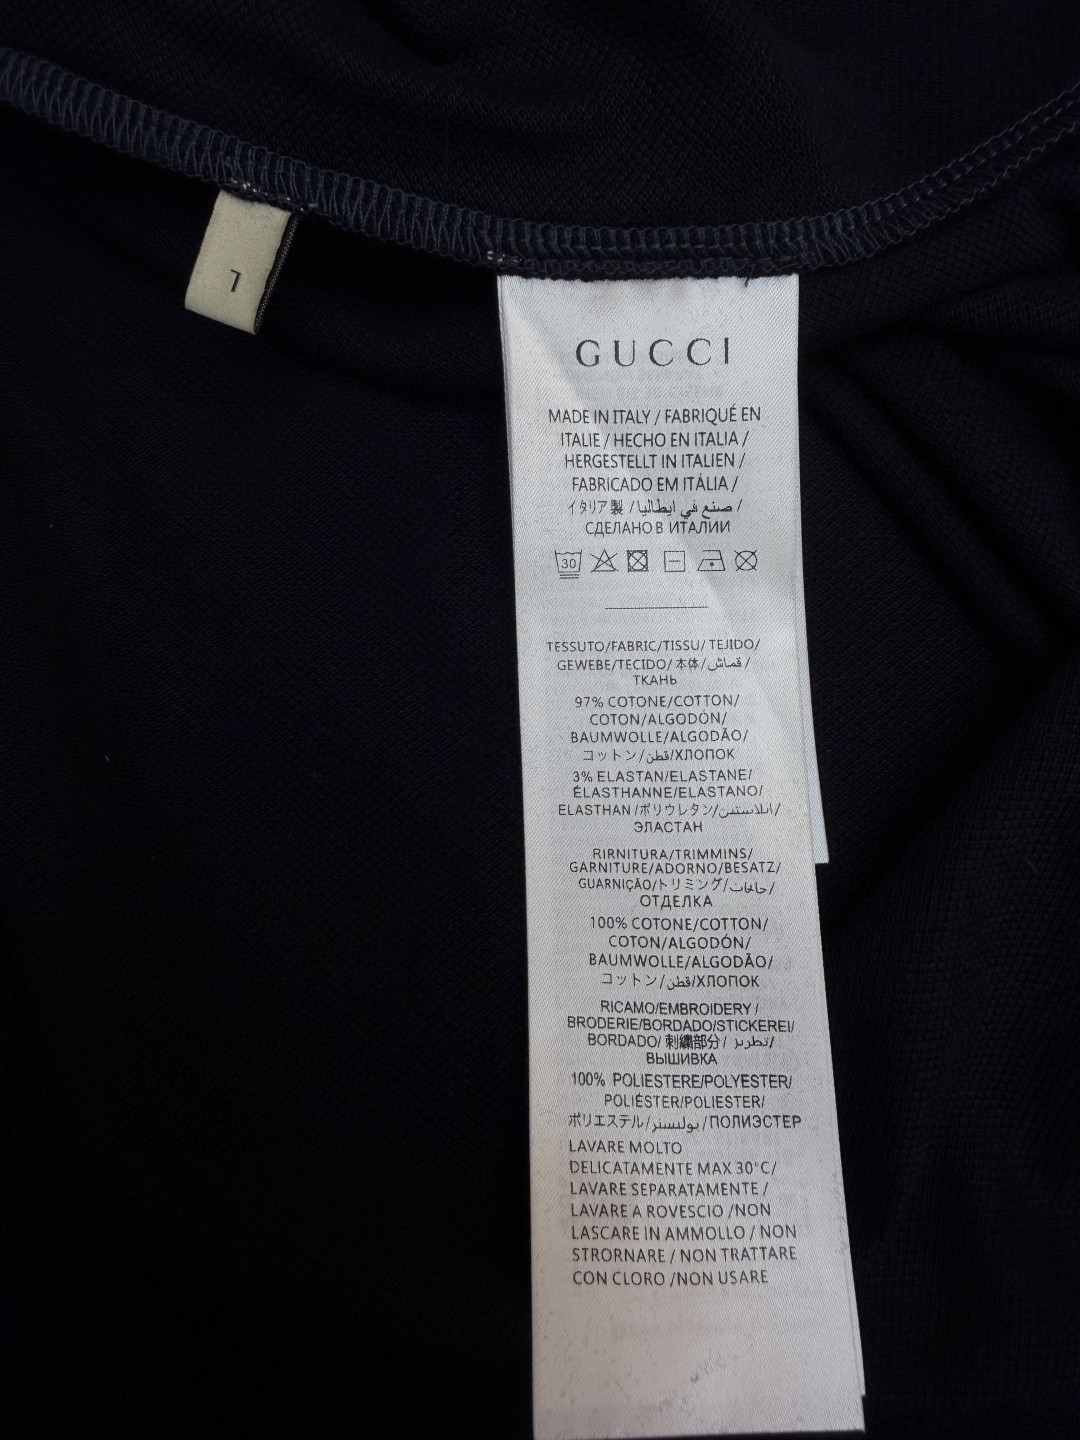 L
GUCCI
MADE IN ITALY / FABRIQUÉ EN
ITALIE / HECHO EN ITALIA /
HERGESTELLT IN ITALIEN /
FABRICADO EM ITÁLIA /
イタリア製 / صنع في ايطاليا /
СДЕЛАНО В ИТАЛИИ
30
TESSUTO/FABRIC/TISSU/ TEJIDO/
GEWEBE/TECIDO/ 本体/ قماش /
ТКАНЬ
97% COTONE/COTTON/
COTON/ALGODÓN/
BAUMWOLLE/ALGODÃO/
コットン/قطن/ХЛОПОК
3% ELASTAN/ELASTANE/
ÉLASTHANNE/ELASTANO/
ELASTHAN /ポリウレタン/
ЭЛАСТАН
RIRNITURA/TRIMMINS/
GARNITURE/ADORNO/BESATZ/
GUARNIÇÃO/トリミング/
ОТДЕЛКА
100% COTONE/COTTON/
COTON/ALGODÓN/
BAUMWOLLE/ALGODÃO/
コットン/قطن/ХЛОПОК
RICAMO/EMBROIDERY /
BRODERIE/BORDADO/STICKEREI/
BORDADO/ 刺繍部分/ تطريز /
ВЫШИВКА
100% POLIESTERE/POLYESTER/
POLIÉSTER/POLIESTER/
ポリエステル/بوليستر/ПОЛИЭСТЕР
LAVARE MOLTO
DELICATAMENTE MAX 30°C/
LAVARE SEPARATAMENTE /
LAVARE A ROVESCIO /NON
LASCARE IN AMMOLLO / NON
STRORNARE / NON TRATTARE
CON CLORO /NON USARE